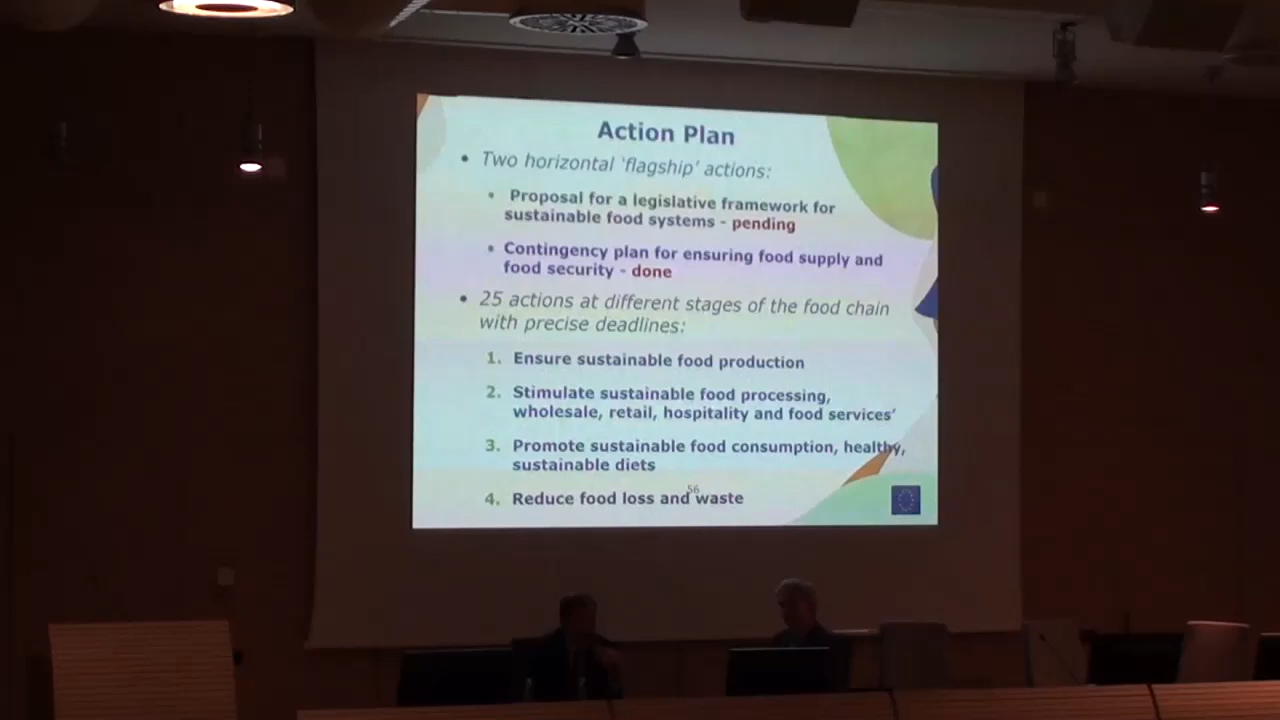 Action Plan
• Two horizontal ‘flagship’ actions:
• Proposal for a legislative framework for
sustainable food systems - pending
• Contingency plan for ensuring food supply and
food security - done
• 25 actions at different stages of the food chain
with precise deadlines:
1. Ensure sustainable food production
2. Stimulate sustainable food processing,
wholesale, retail, hospitality and food services’
3. Promote sustainable food consumption, healthy,
sustainable diets
4. Reduce food loss and waste
56